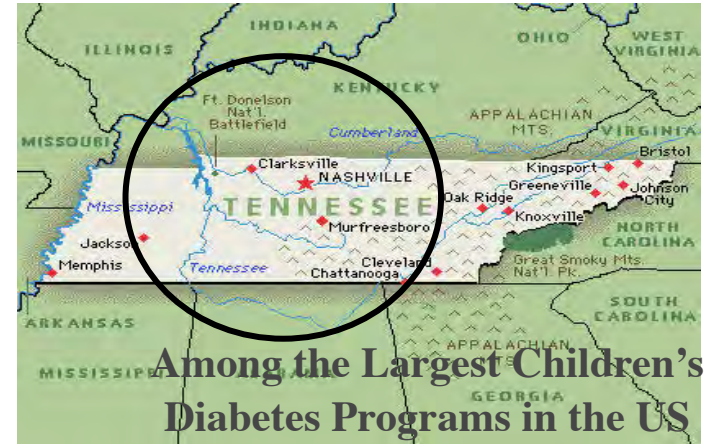 INDIANA
ILLINOIS
OHIO
WEST
VIRGINIA
KENTUCKY
Ft. Donelson
Nat'l.
Battlefield
APPALACHIAN
MTS.
MISSOURI
Cumberland
VIRGINIA
Bristol
Clarksville
Kingsport
NASHVILLE
Greeneville
Johnson
City
Oak Ridge
Mississippi
TENNESSEE
Knoxville
Murfreesboro
NORTH
CAROLINA
Jackson
Great Smoky Mts.
Nat'l. Pk.
Memphis
Tennessee
Cleveland
Chattanooga
SOUTH
CAROLINA
ARKANSAS
APPALACHIAN
MTS.
MISSISSIPPI
ALABAMA
GEORGIA
Among the Largest Children's
Diabetes Programs in the US